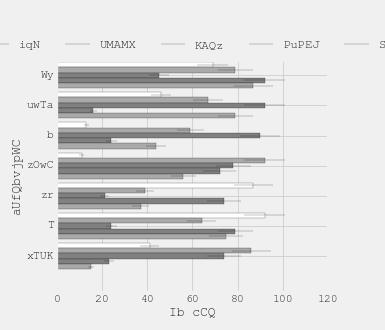 iqN UMAMX KAQz PuPEJ S
Wy
uwTa
b
zOwC
zr
T
xTUK
aUfQbvjpWC
0 20 40 60 80 100 120
Ib cCQ